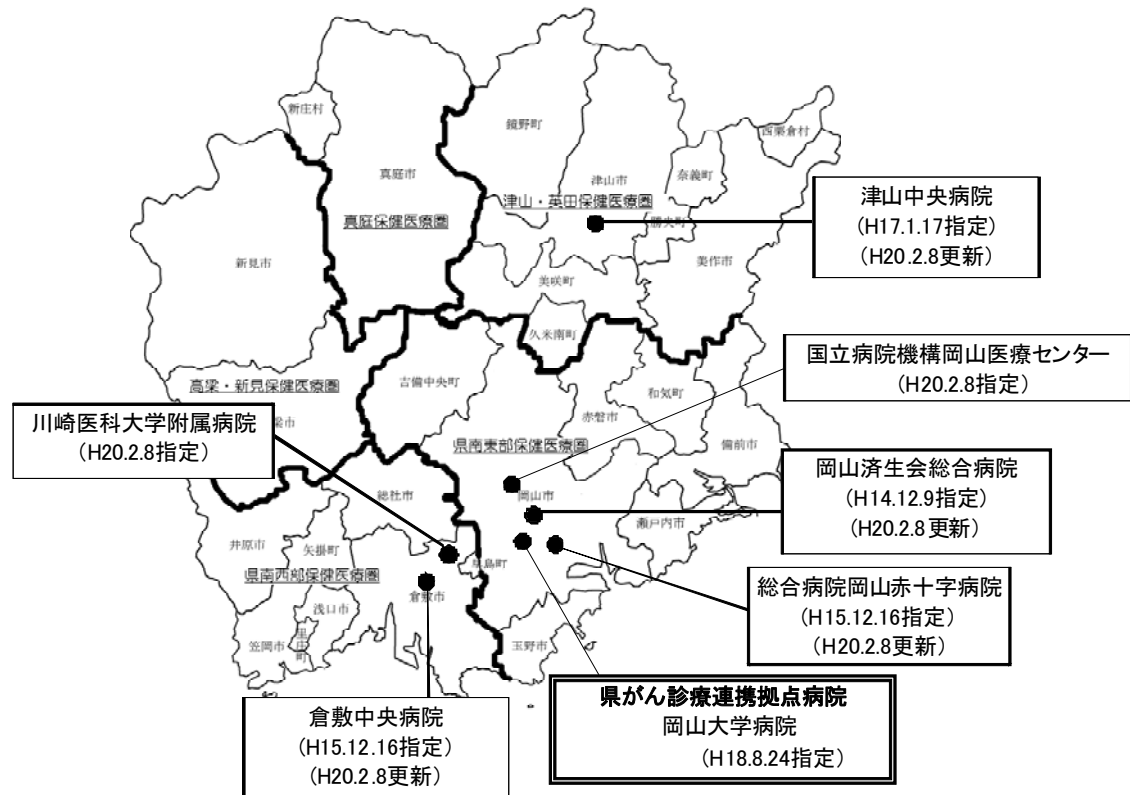 新庄村
真庭市
真庭保健医療圏
新見市
鏡野町
津山市
奈義町
西粟倉村
津山・英田保健医療圏
勝央町
美作市
美咲町
久米南町
津山中央病院
(H17.1.17指定)
(H20.2.8更新)
国立病院機構岡山医療センター
(H20.2.8指定)
高梁・新見保健医療圏
梁市
吉備中央町
和気町
赤磐市
備前市
県南東部保健医療圏
川崎医科大学附属病院
(H20.2.8指定)
岡山済生会総合病院
(H14.12.9指定)
(H20.2.8更新)
総社市
岡山市
瀬戸内市
井原市
矢掛町
早島町
県南西部保健医療圏
倉敷市
浅口市
里庄町
笠岡市
玉野市
総合病院岡山赤十字病院
(H15.12.16指定)
(H20.2.8更新)
倉敷中央病院
(H15.12.16指定)
(H20.2.8更新)
県がん診療連携拠点病院
岡山大学病院
(H18.8.24指定)